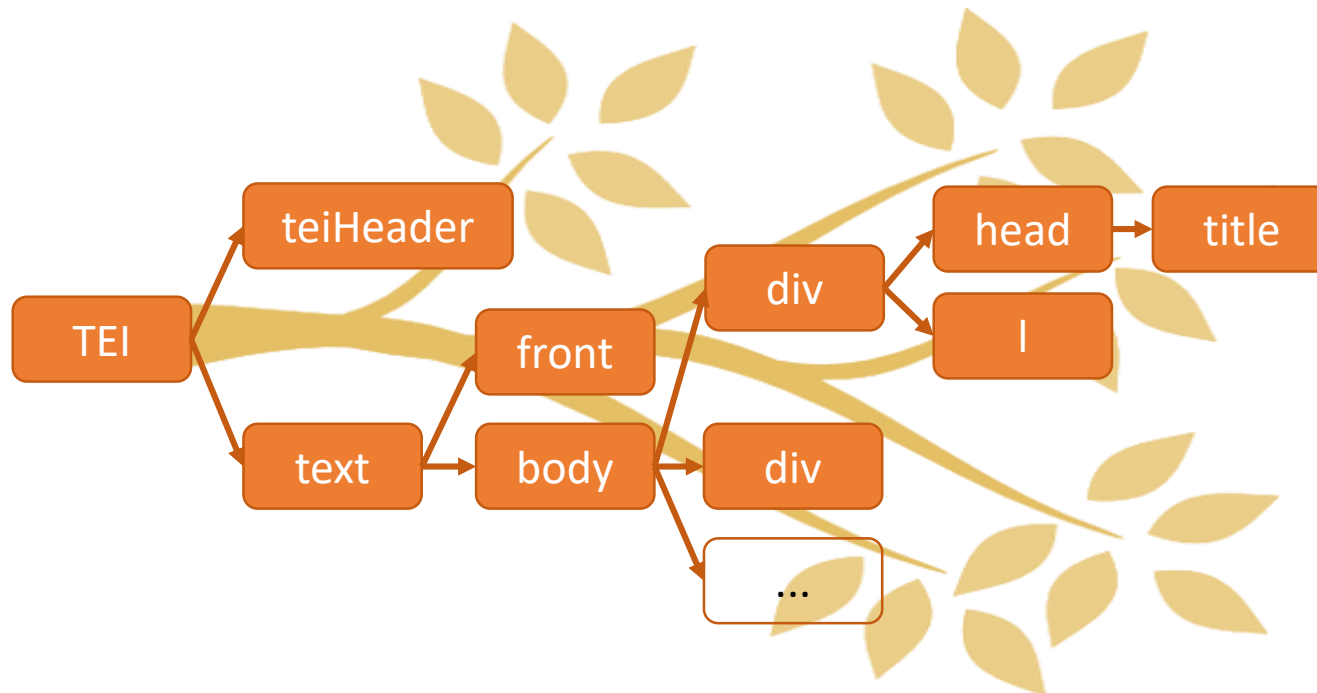 TEI
teiHeader
text
front
body
div
head
title
l
div
...